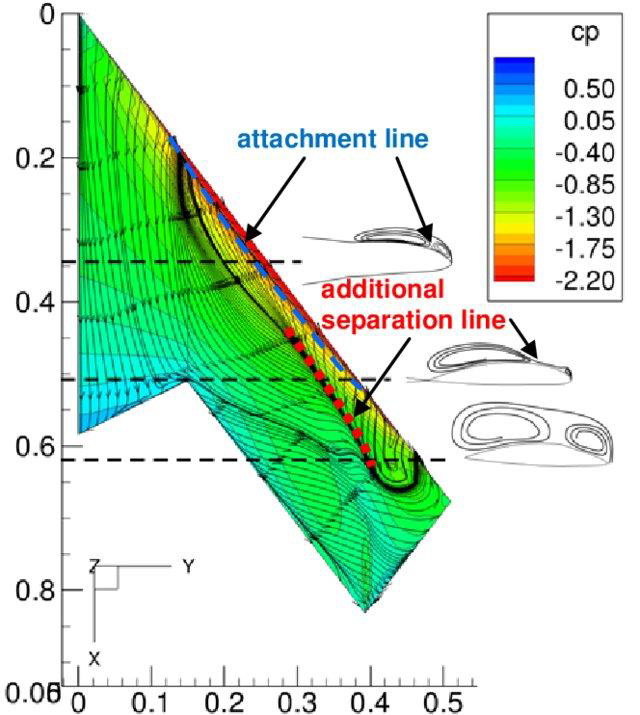 0
cp
0.50
0.05
-0.40
-0.85
-1.30
-1.75
-2.20
attachment line
0.2
additional
separation line
0.4
0.6
Z Y
0.8
X
0 0.1 0.2 0.3 0.4 0.5